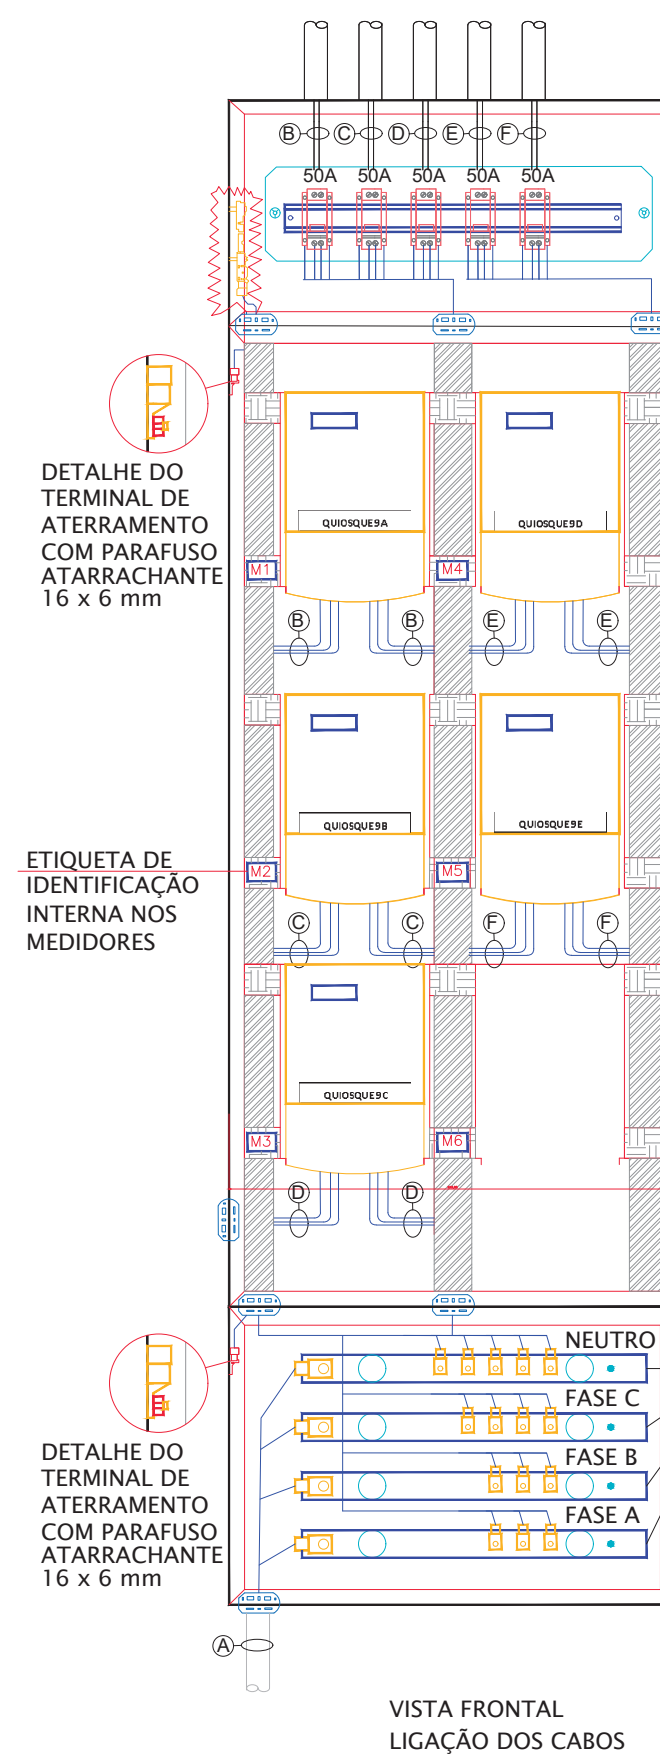 B C D E F
50A 50A 50A 50A 50A
DETALHE DO
TERMINAL DE
ATERRAMENTO
COM PARAFUSO
ATARRACHANTE
16 x 6 mm
QUIOSQUE9A QUIOSQUE9D
M1 M4
B B E E
QUIOSQUE9B QUIOSQUE9E
ETIQUETA DE
IDENTIFICAÇÃO
INTERNA NOS
MEDIDORES
M2 M5
C C F F
QUIOSQUE9C
M3 M6
D D
NEUTRO
FASE C
FASE B
FASE A
DETALHE DO
TERMINAL DE
ATERRAMENTO
COM PARAFUSO
ATARRACHANTE
16 x 6 mm
A
VISTA FRONTAL
LIGAÇÃO DOS CABOS